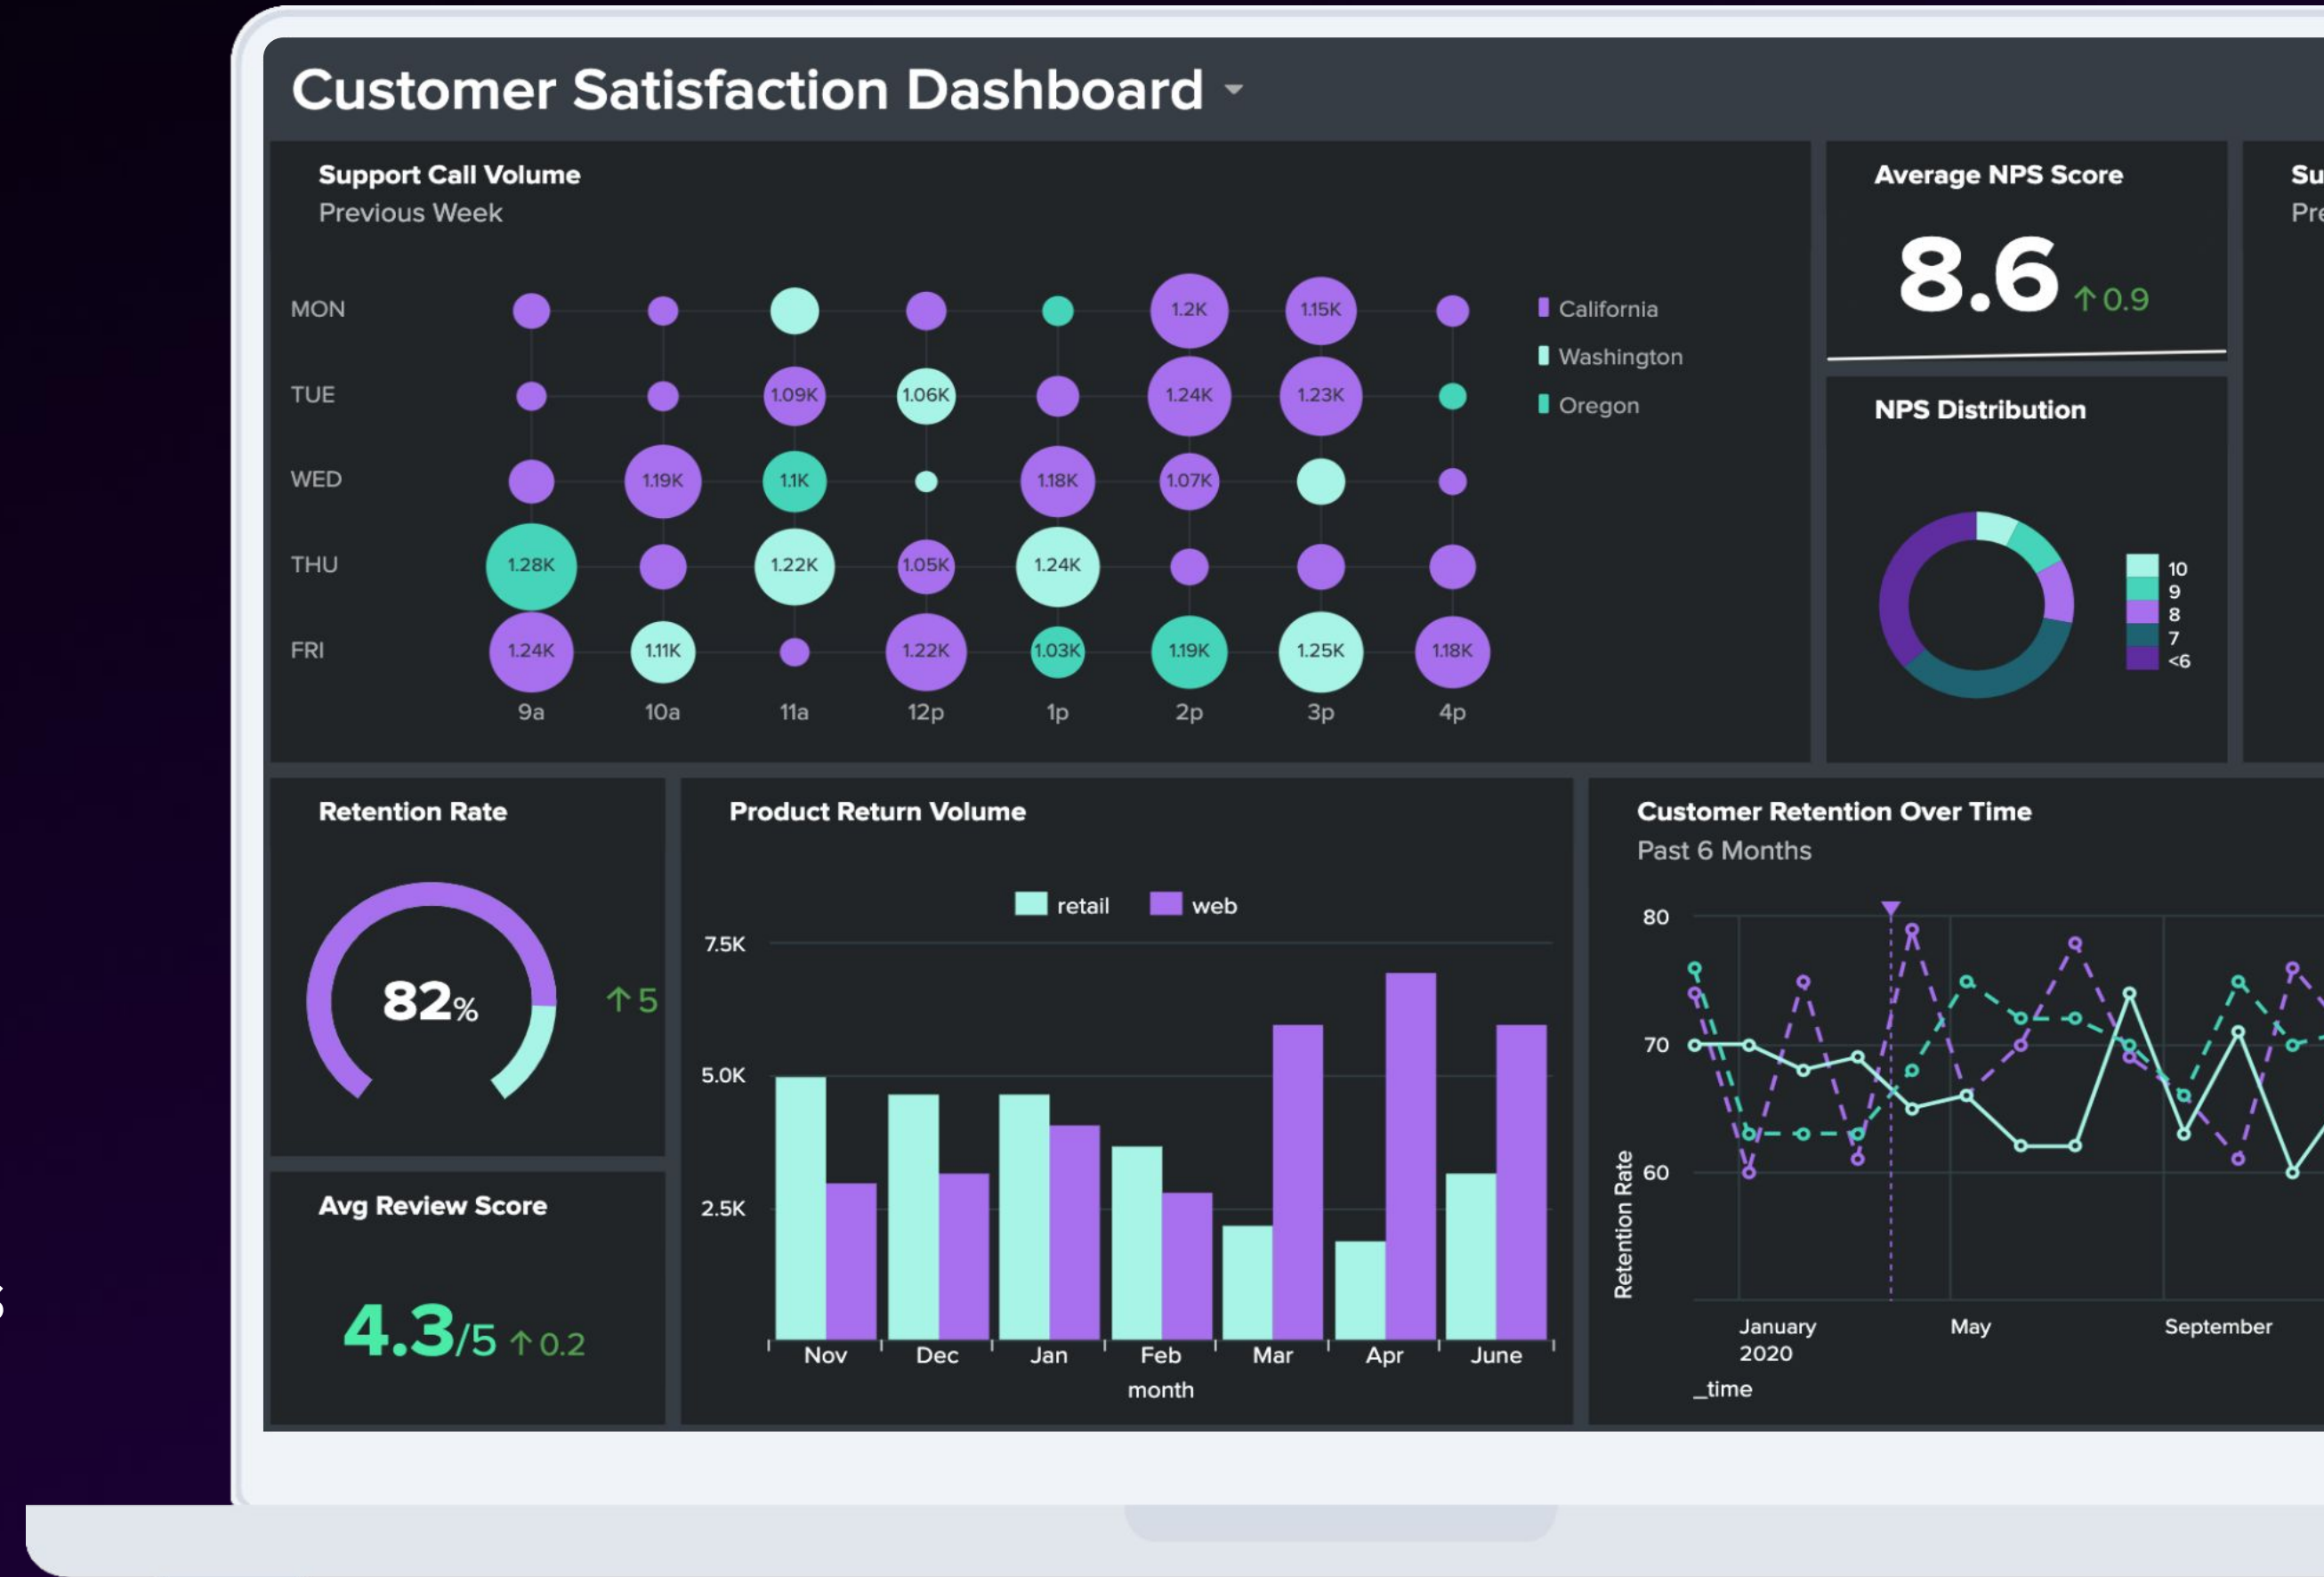 Customer Satisfaction Dashboard
Support Call Volume
Previous Week
MON
1.2K 1.15K
TUE
1.09K 1.06K 1.24K 1.23K
WED
1.19K 1.1K 1.18K 1.07K
THU
1.28K 1.22K 1.05K 1.24K
FRI
1.24K 1.11K 1.22K 1.03K 1.19K 1.25K 1.18K
9a 10a 11a 12p 1p 2p 3p 4p
California
Washington
Oregon
Average NPS Score
8.6 ↑0.9
NPS Distribution
10
9
8
7
<6
Su
Pre
Retention Rate
82%
↑5
Avg Review Score
4.3/5 ↑0.2
Product Return Volume
retail web
7.5K
5.0K
2.5K
Nov Dec Jan Feb Mar Apr June
month
Customer Retention Over Time
Past 6 Months
80
70
60
Retention Rate
January May September
2020
_time